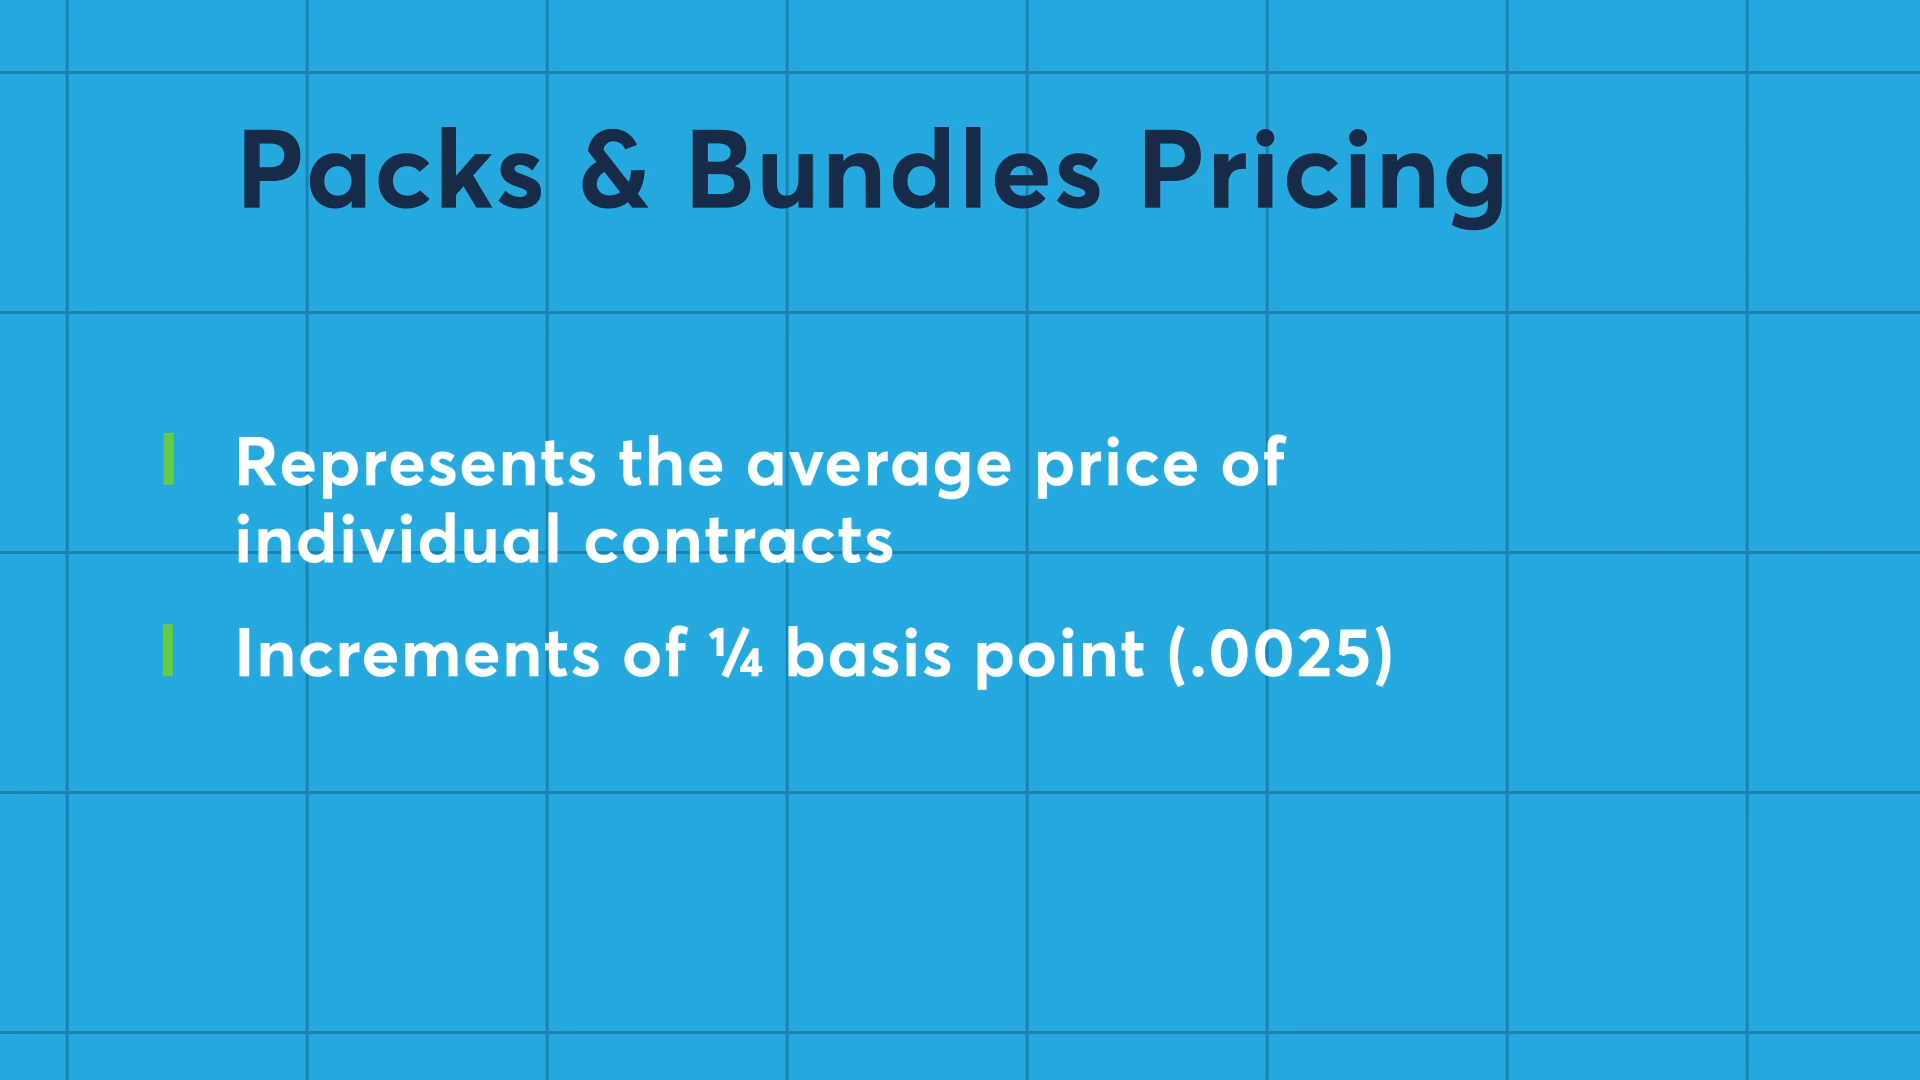 Packs & Bundles Pricing
Represents the average price of
individual contracts
Increments of ¼ basis point (.0025)